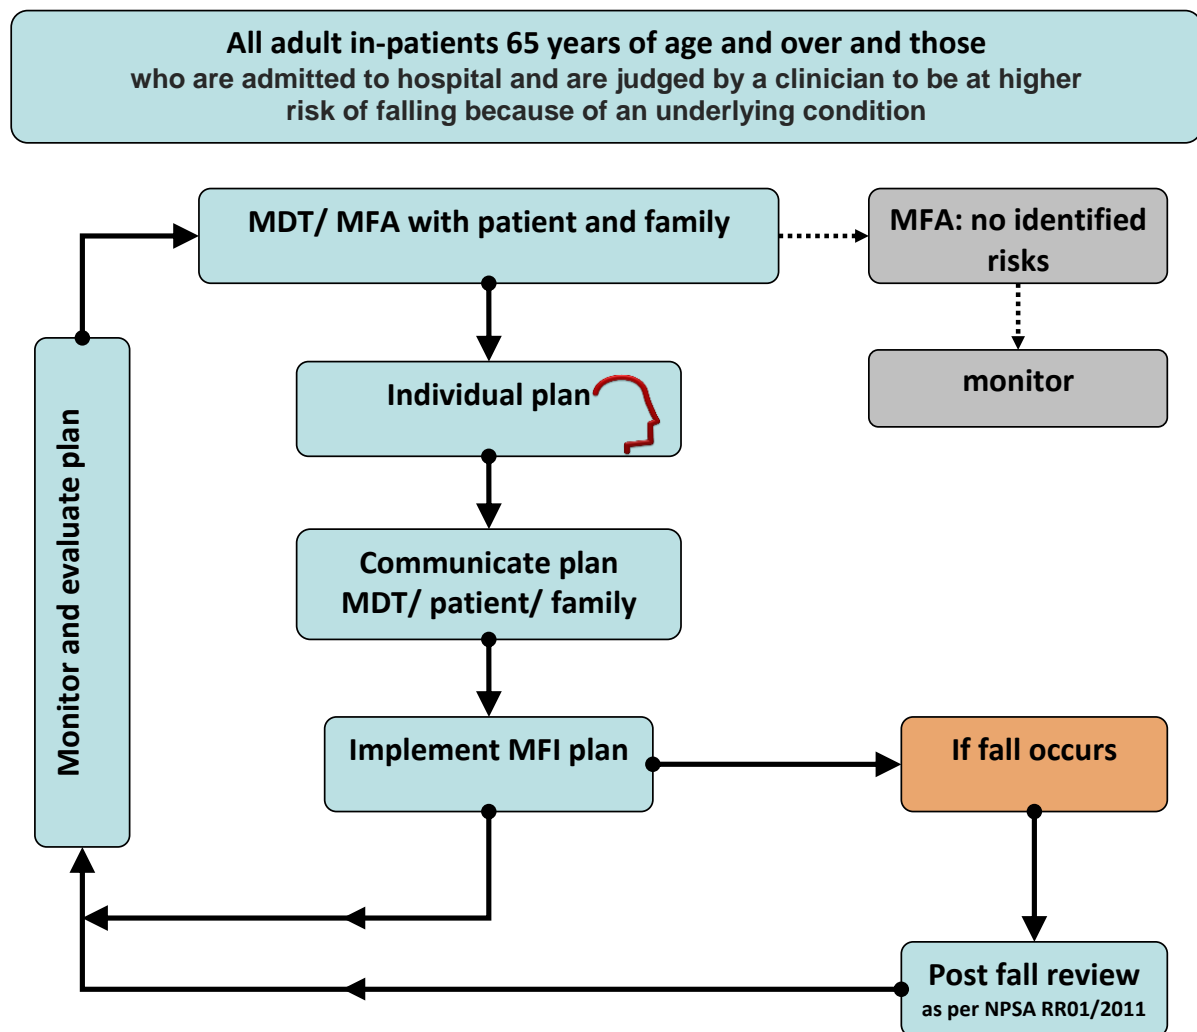 All adult in-patients 65 years of age and over and those
who are admitted to hospital and are judged by a clinician to be at higher
risk of falling because of an underlying condition
MDT/ MFA with patient and family
MFA: no identified
risks
monitor
Individual plan
Communicate plan
MDT/ patient/ family
Monitor and evaluate plan
Implement MFI plan
If fall occurs
Post fall review
as per NPSA RR01/2011